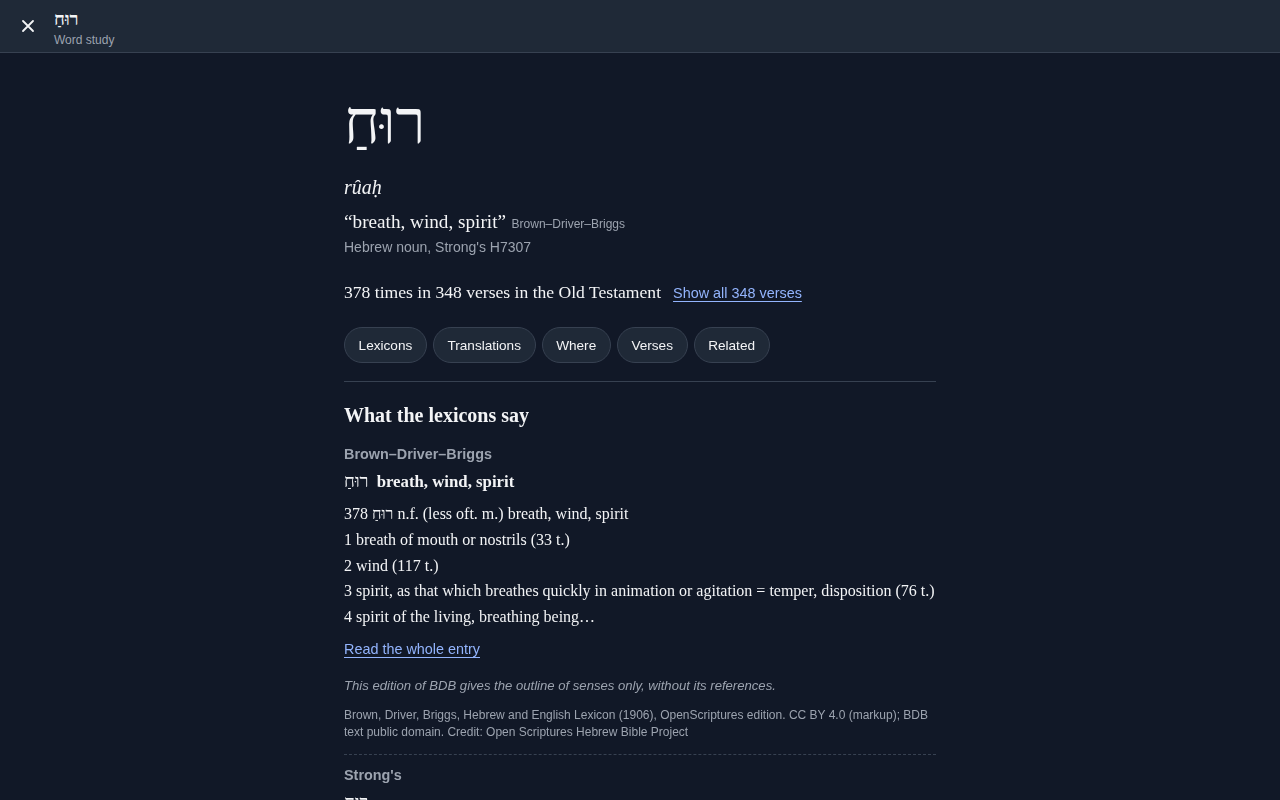 רוּחַ
Word study
רוּחַ
rûaḥ
“breath, wind, spirit” Brown–Driver–Briggs
Hebrew noun, Strong's H7307
378 times in 348 verses in the Old Testament Show all 348 verses
Lexicons Translations Where Verses Related
What the lexicons say
Brown–Driver–Briggs
רוּחַ breath, wind, spirit
378 רוּחַ n.f. (less oft. m.) breath, wind, spirit
1 breath of mouth or nostrils (33 t.)
2 wind (117 t.)
3 spirit, as that which breathes quickly in animation or agitation = temper, disposition (76 t.)
4 spirit of the living, breathing being…
Read the whole entry
This edition of BDB gives the outline of senses only, without its references.
Brown, Driver, Briggs, Hebrew and English Lexicon (1906), OpenScriptures edition. CC BY 4.0 (markup); BDB
text public domain. Credit: Open Scriptures Hebrew Bible Project
Strong's